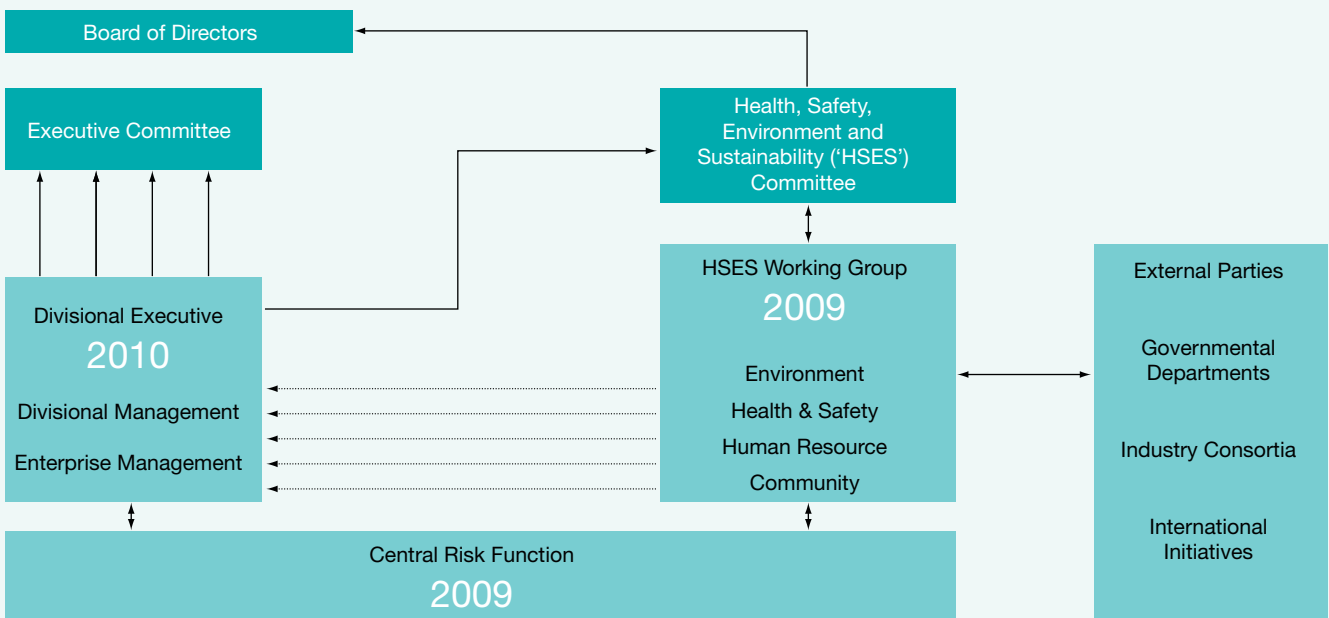 Board of Directors
Executive Committee
Health, Safety,
Environment and
Sustainability (‘HSES’)
Committee
Divisional Executive
2010
Divisional Management
Enterprise Management
HSES Working Group
2009
Environment
Health & Safety
Human Resource
Community
External Parties
Governmental
Departments
Industry Consortia
International
Initiatives
Central Risk Function
2009